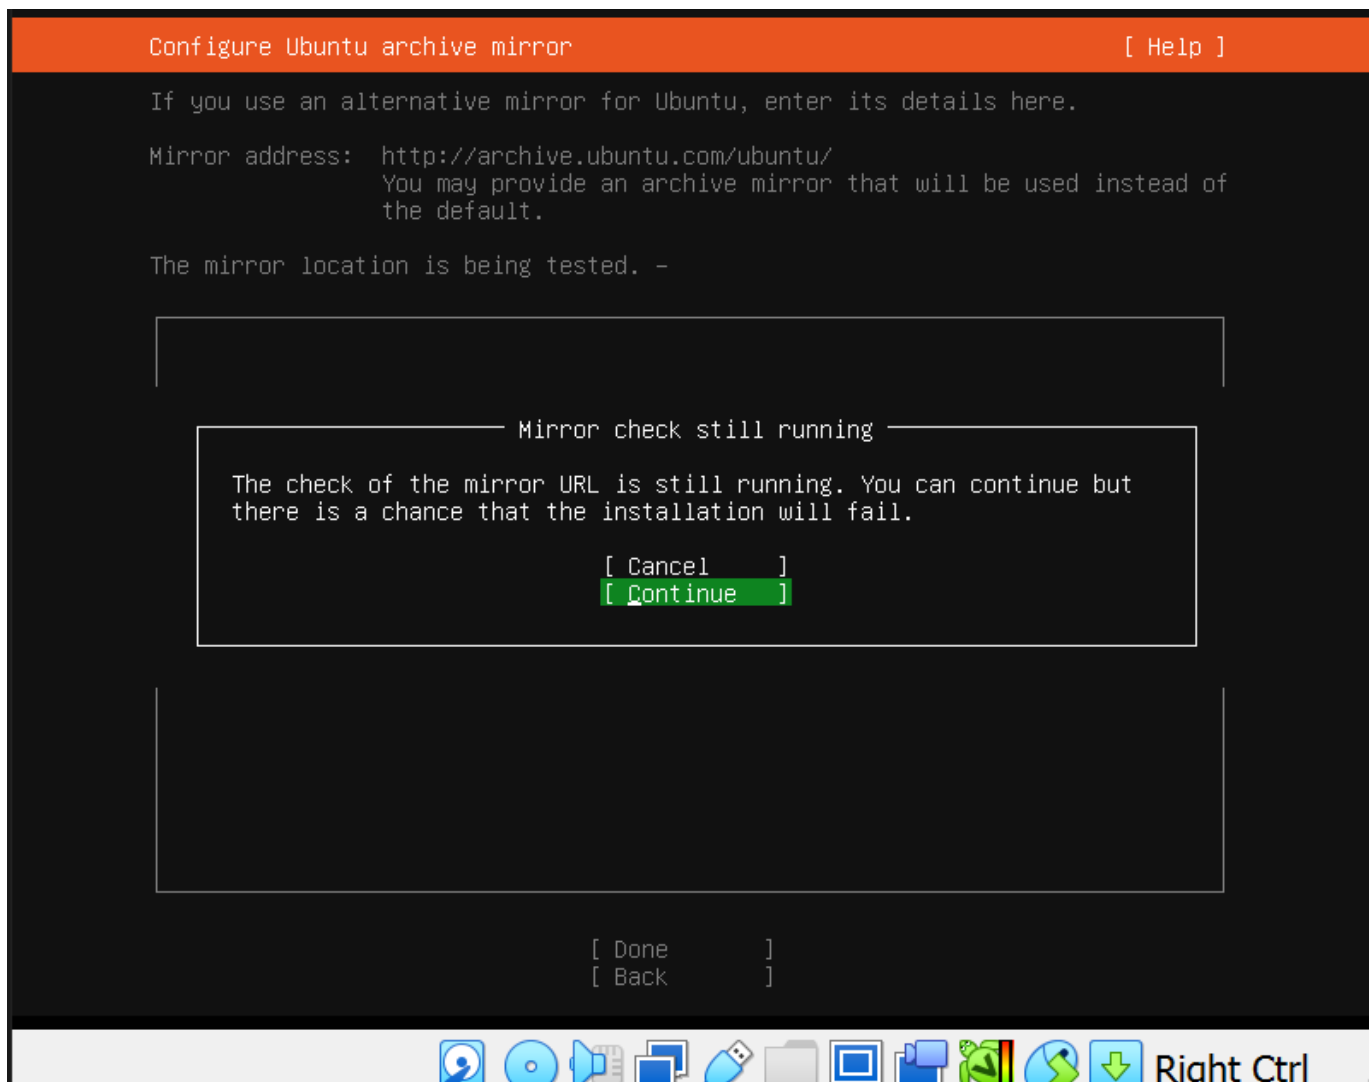 Configure Ubuntu archive mirror [ Help ]
If you use an alternative mirror for Ubuntu, enter its details here.
Mirror address: http://archive.ubuntu.com/ubuntu/
You may provide an archive mirror that will be used instead of
the default.
The mirror location is being tested. -
Mirror check still running
The check of the mirror URL is still running. You can continue but
there is a chance that the installation will fail.
[ Cancel ]
[ Continue ]
[ Done ]
[ Back ]
Right Ctrl